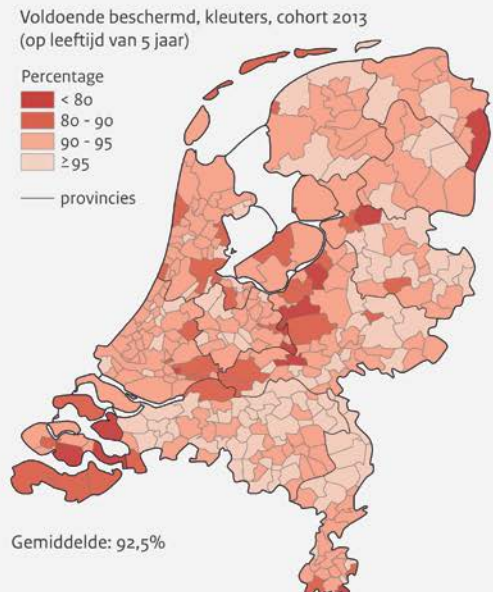 Voldoende beschermd, kleuters, cohort 2013
(op leeftijd van 5 jaar)
Percentage
< 80
80 - 90
90 - 95
≥ 95
provincies
Gemiddelde: 92,5%